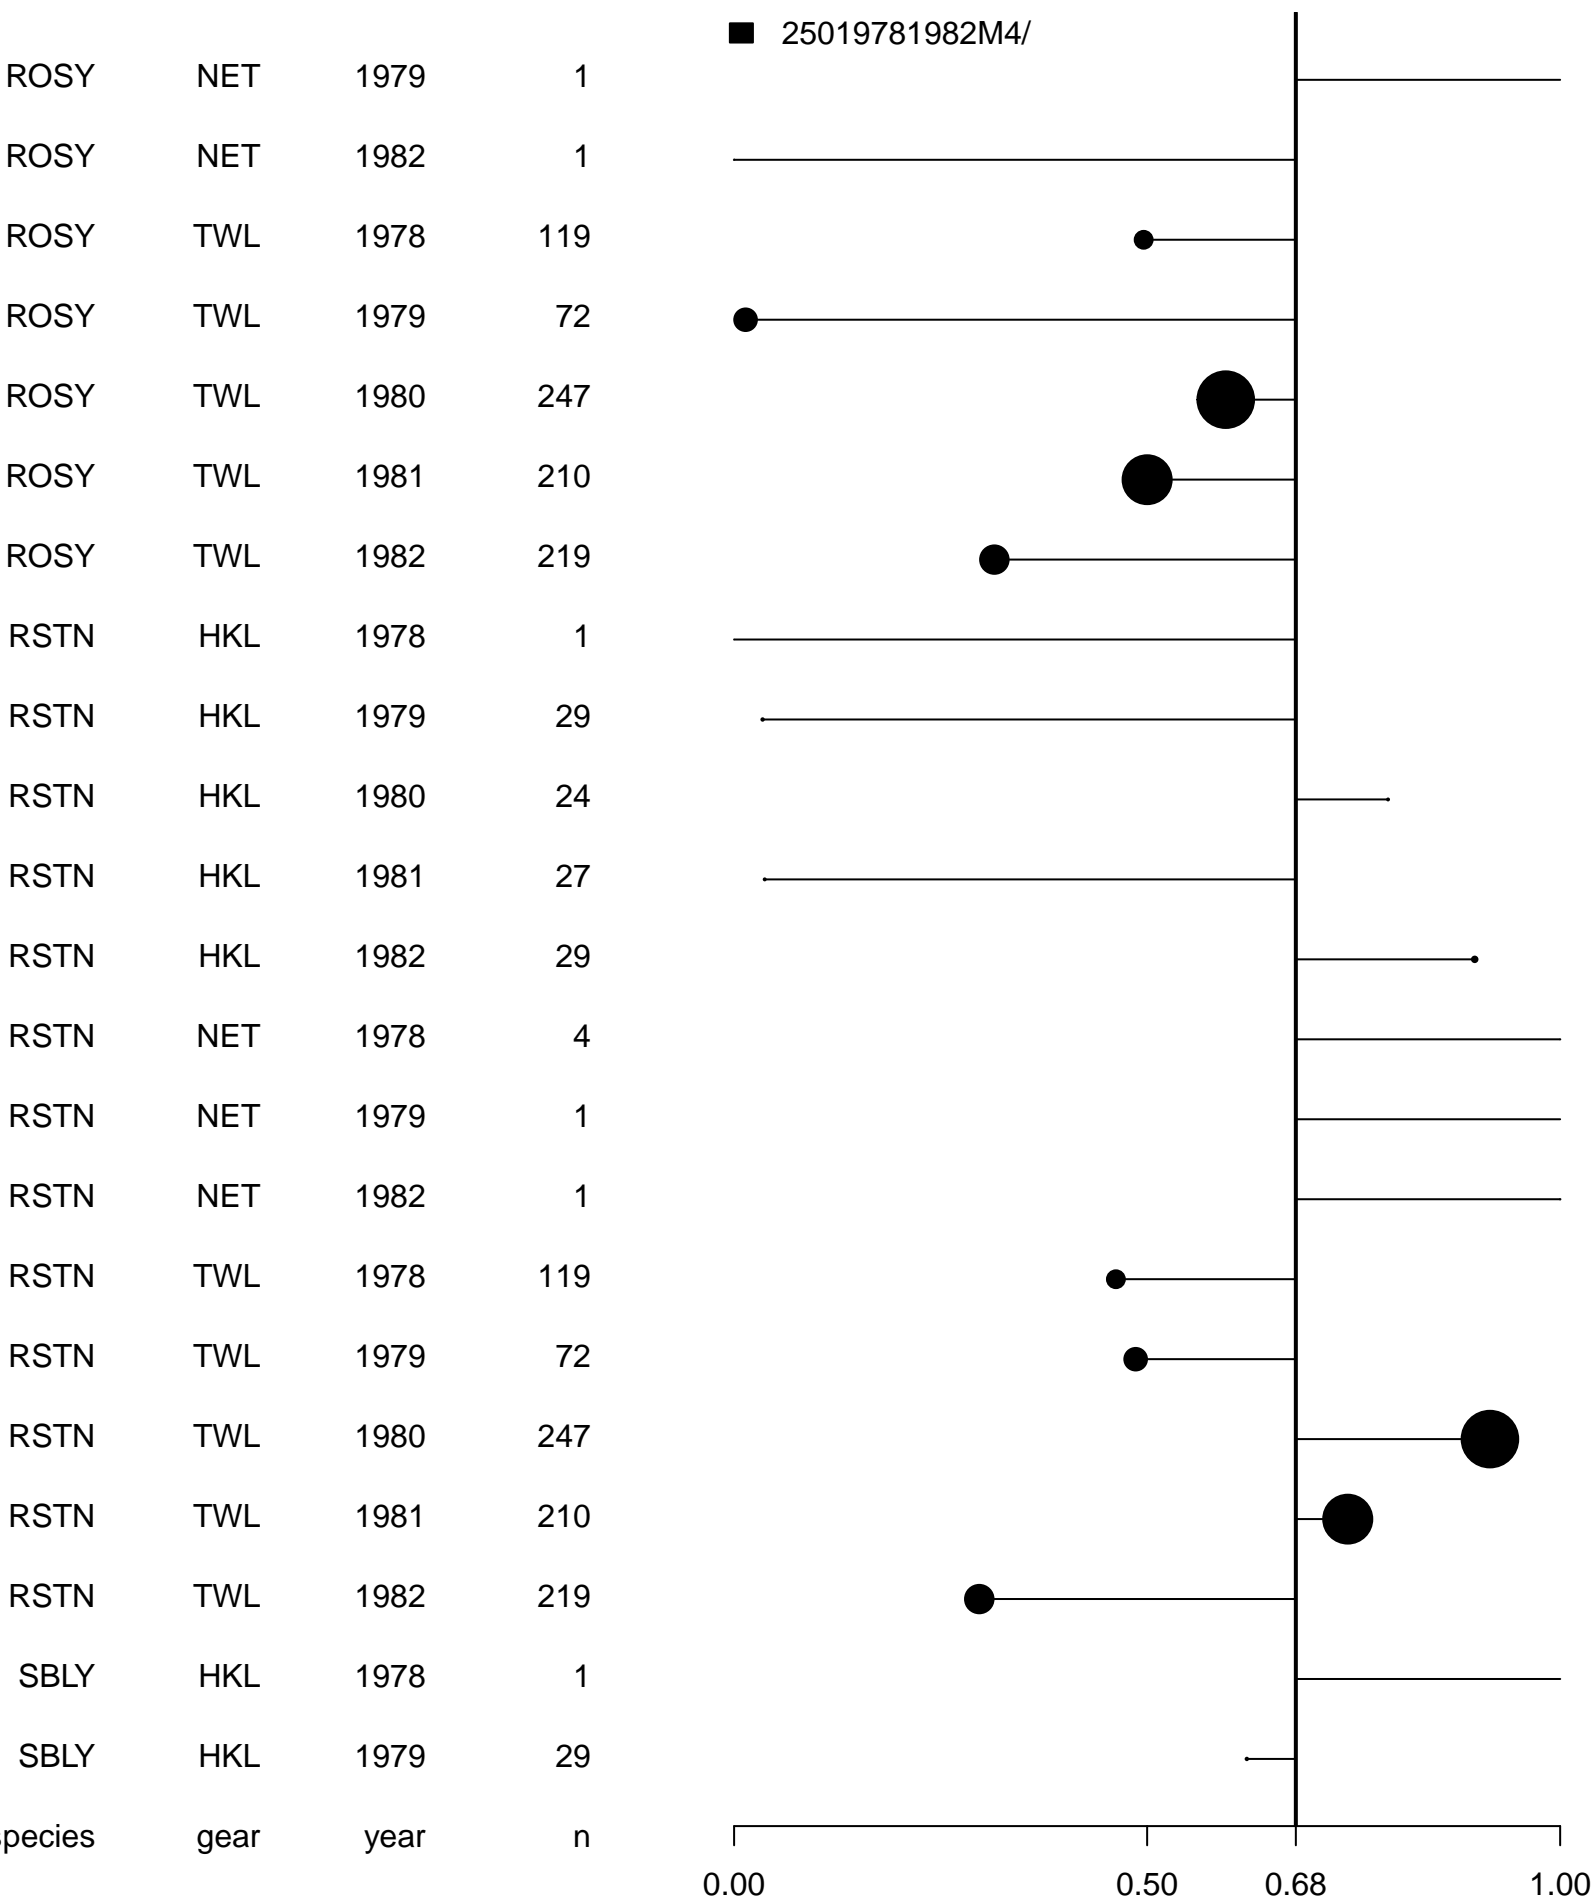 25019781982M4/
ROSY NET 1979 1
ROSY NET 1982 1
ROSY TWL 1978 119
ROSY TWL 1979 72
ROSY TWL 1980 247
ROSY TWL 1981 210
ROSY TWL 1982 219
RSTN HKL 1978 1
RSTN HKL 1979 29
RSTN HKL 1980 24
RSTN HKL 1981 27
RSTN HKL 1982 29
RSTN NET 1978 4
RSTN NET 1979 1
RSTN NET 1982 1
RSTN TWL 1978 119
RSTN TWL 1979 72
RSTN TWL 1980 247
RSTN TWL 1981 210
RSTN TWL 1982 219
SBLY HKL 1978 1
SBLY HKL 1979 29
species gear year n
0.00 0.50 0.68 1.00